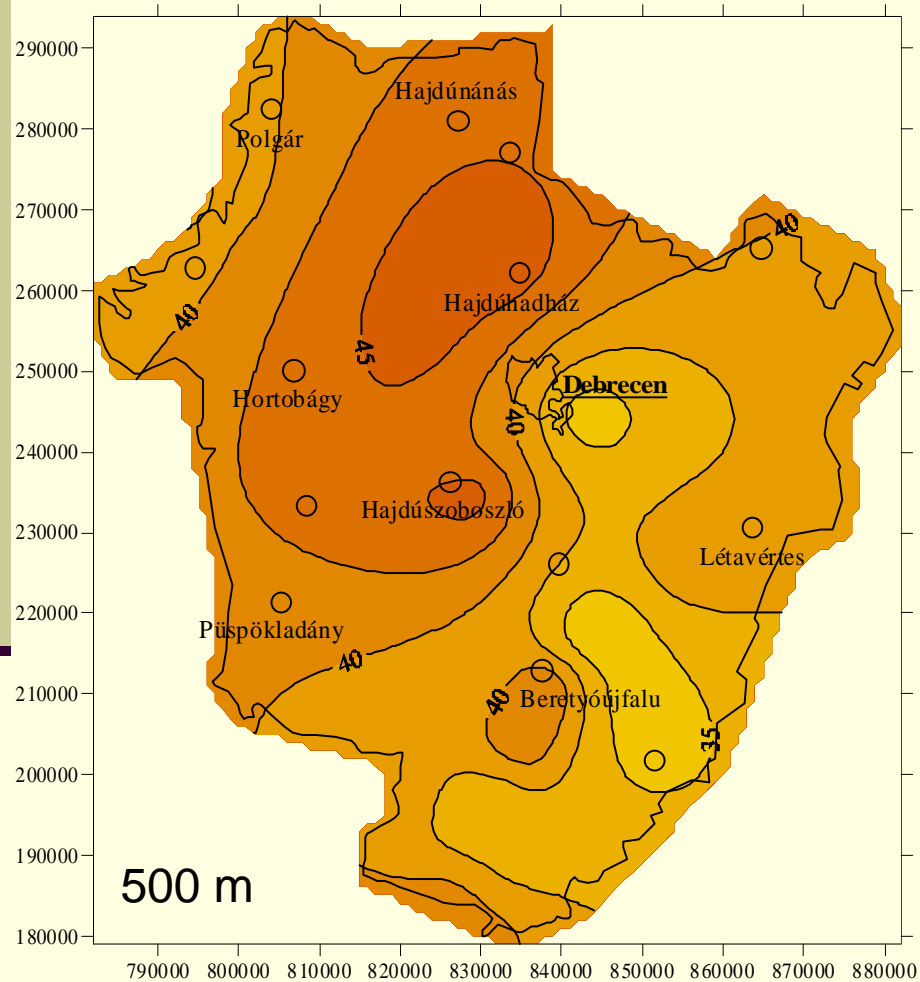 290000
Hajdúnánás
280000
Polgár
270000
40
260000
Hajdúhadház
40
45
250000
Debrecen
Hortobágy
40
240000
Hajdúszoboszló
230000
Létavértes
220000
Püspökladány
40
210000
Beretyóújfalu
40
35
200000
190000
500 m
180000
790000 800000 810000 820000 830000 840000 850000 860000 870000 880000